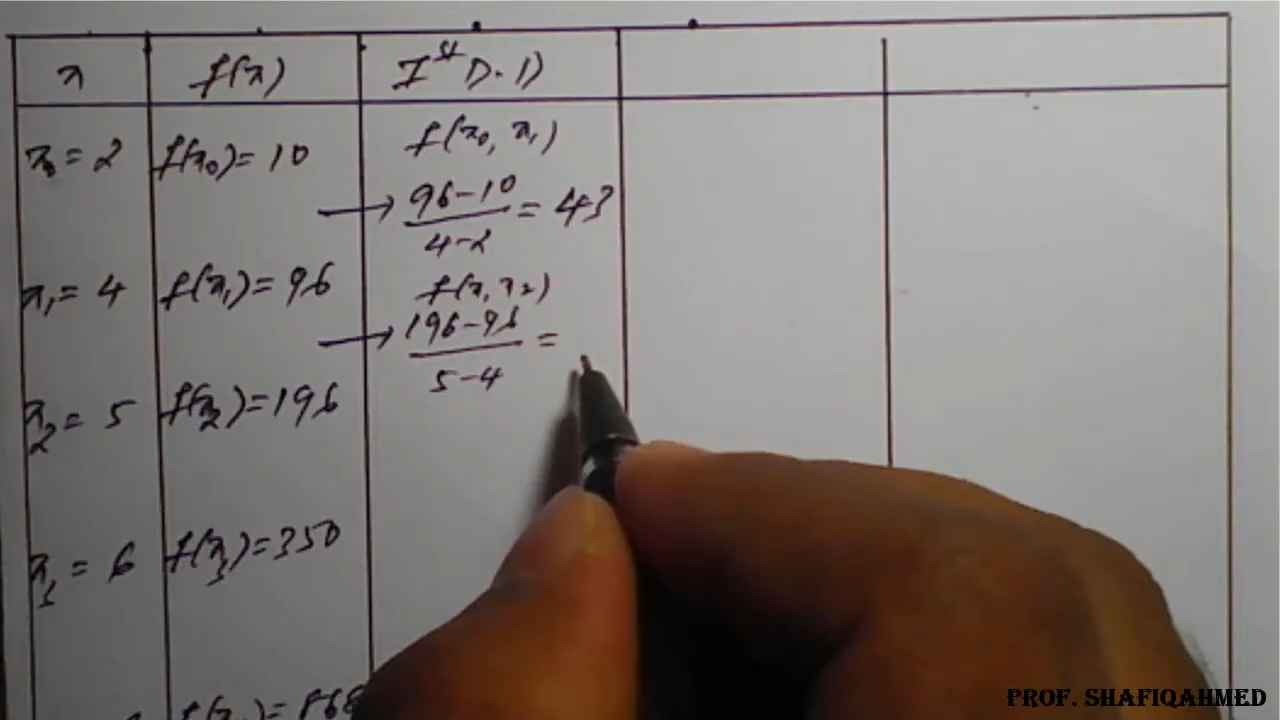 x f(x) Ist D.D
x0 = 2 f(x0) = 10 f(x0, x1)
→ 96-10 = 43
4-2
x1 = 4 f(x1) = 96 f(x1, x2)
→ 196-96 =
5-4
x2 = 5 f(x2) = 196
x3 = 6 f(x3) = 350
868
PROF. SHAFIQAHMED